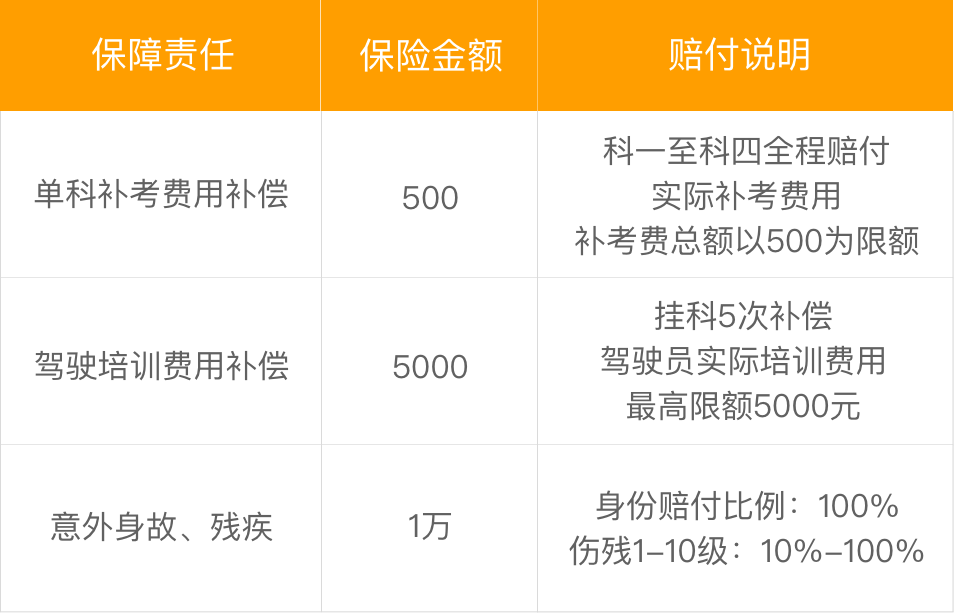 保障责任
保险金额
赔付说明
单科补考费用补偿
500
科一至科四全程赔付
实际补考费用
补考费总额以500为限额
驾驶培训费用补偿
5000
挂科5次补偿
驾驶员实际培训费用
最高限额5000元
意外身故、残疾
1万
身份赔付比例：100%
伤残1-10级：10%-100%